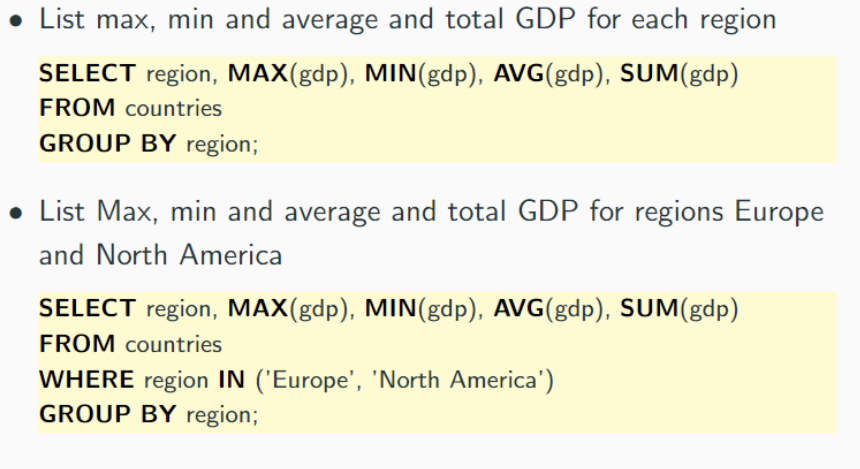 • List max, min and average and total GDP for each region
SELECT region, MAX(gdp), MIN(gdp), AVG(gdp), SUM(gdp)
FROM countries
GROUP BY region;
• List Max, min and average and total GDP for regions Europe
and North America
SELECT region, MAX(gdp), MIN(gdp), AVG(gdp), SUM(gdp)
FROM countries
WHERE region IN ('Europe', 'North America')
GROUP BY region;